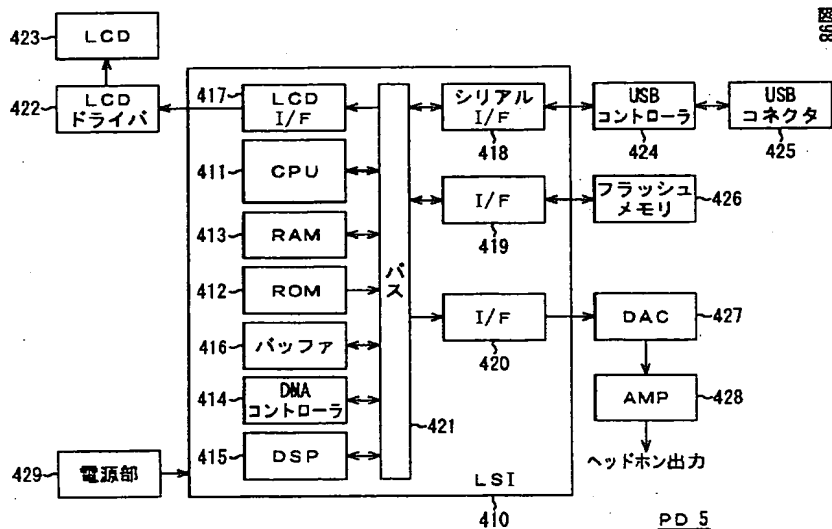 423
LCD
422
LCD
ドライバ
417
LCD
I/F
411
CPU
413
RAM
412
ROM
416
バッファ
414
DMA
コントローラ
415
DSP
429
電源部
バス
421
シリアル
I/F
418
I/F
419
I/F
420
LSI
410
USB
コントローラ
424
USB
コネクタ
425
フラッシュ
メモリ
426
DAC
427
AMP
428
ヘッドホン出力
PD 5